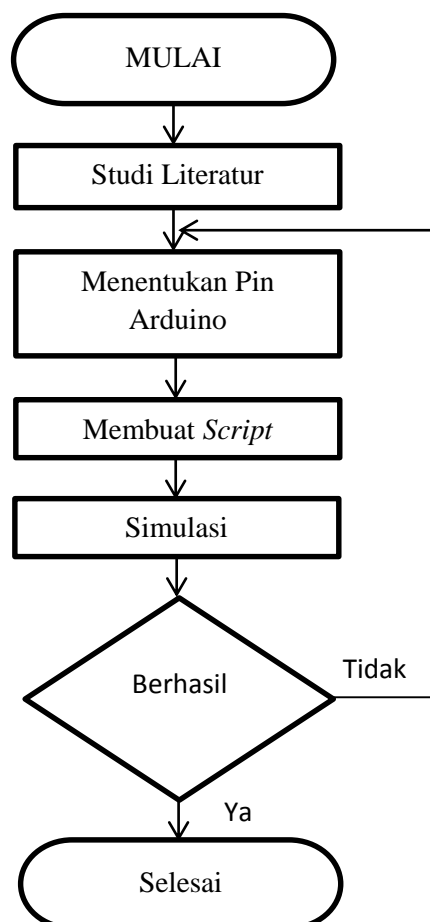 MULAI
Studi Literatur
Menentukan Pin
Arduino
Membuat Script
Simulasi
Berhasil
Tidak
Ya
Selesai